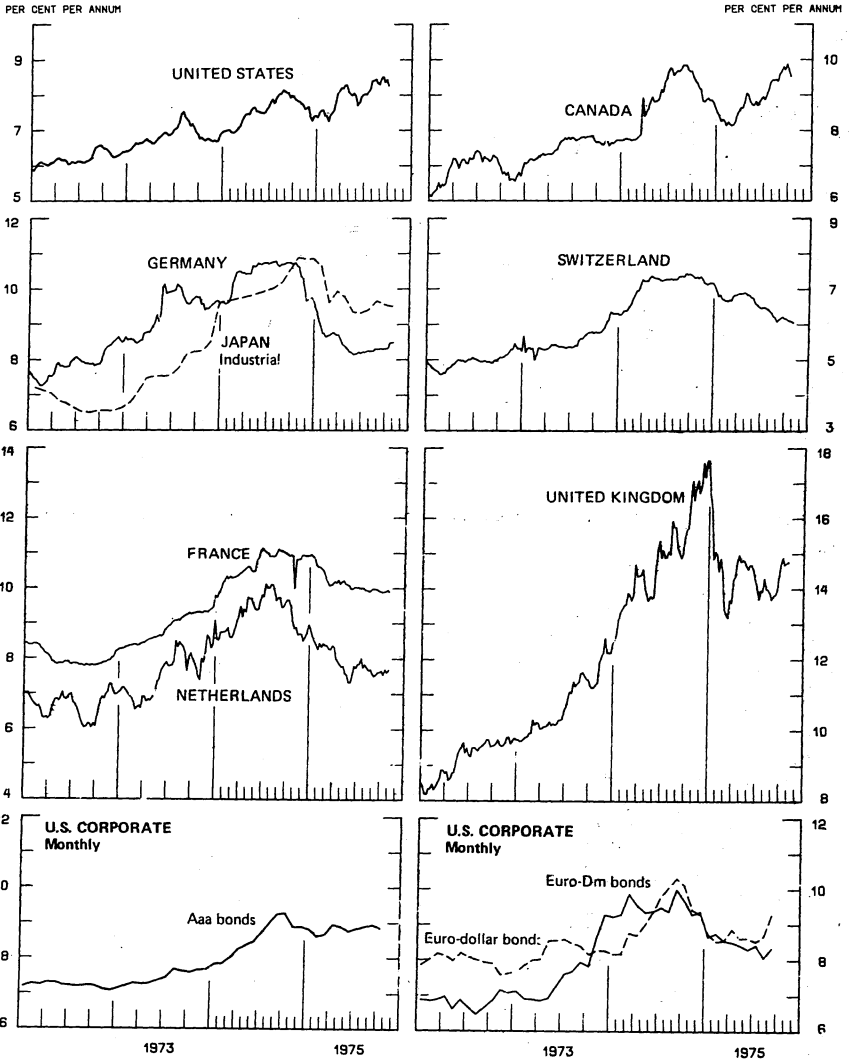 PER CENT PER ANNUM
PER CENT PER ANNUM
9
7
5
UNITED STATES
10
8
6
CANADA
12
10
8
6
GERMANY
JAPAN
Industrial
9
7
5
3
SWITZERLAND
14
12
10
8
6
4
FRANCE
NETHERLANDS
18
16
14
12
10
8
UNITED KINGDOM
2
0
8
6
U.S. CORPORATE
Monthly
Aaa bonds
1973
1975
12
10
8
6
U.S. CORPORATE
Monthly
Euro-Dm bonds
Euro-dollar bond:
1973
1975